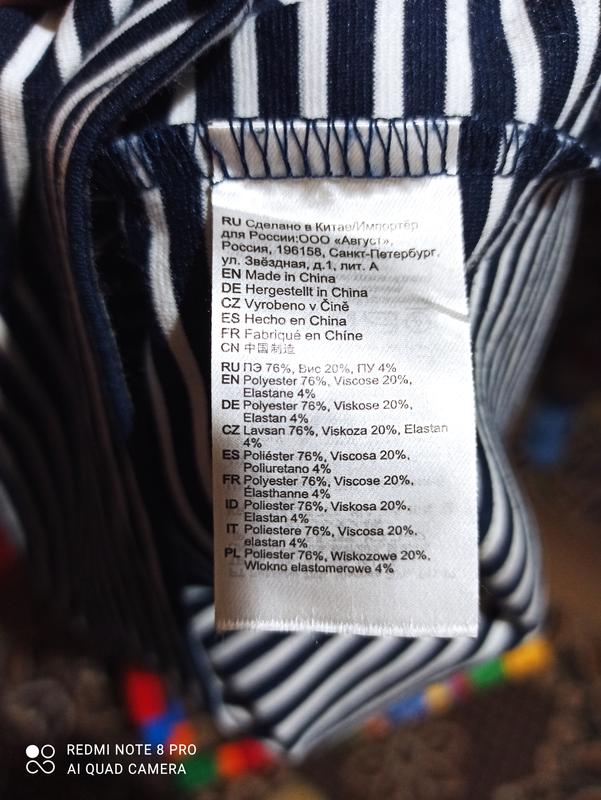 RU Сделано в Китае/Импортёр
для России:ООО «Август»,
Россия, 196158, Санкт-Петербург,
ул. Звёздная, д.1, лит. А
EN Made in China
DE Hergestellt in China
CZ Vyrobeno v Čině
ES Hecho en China
FR Fabriqué en Chíne
CN 中国制造
RU ПЭ 76%, Вис 20%, ПУ 4%
EN Polyester 76%, Viscose 20%,
Elastane 4%
DE Polyester 76%, Viskose 20%,
Elastan 4%
CZ Lavsan 76%, Viskoza 20%, Elastan
4%
ES Poliéster 76%, Viscosa 20%,
Poliuretano 4%
FR Polyester 76%, Viscose 20%,
Élasthanne 4%
ID Poliester 76%, Viskosa 20%,
Elastan 4%
IT Poliestere 76%, Viscosa 20%,
elastan 4%
PL Poliester 76%, Wiskozowe 20%,
Wlokno elastomerowe 4%
REDMI NOTE 8 PRO
AI QUAD CAMERA